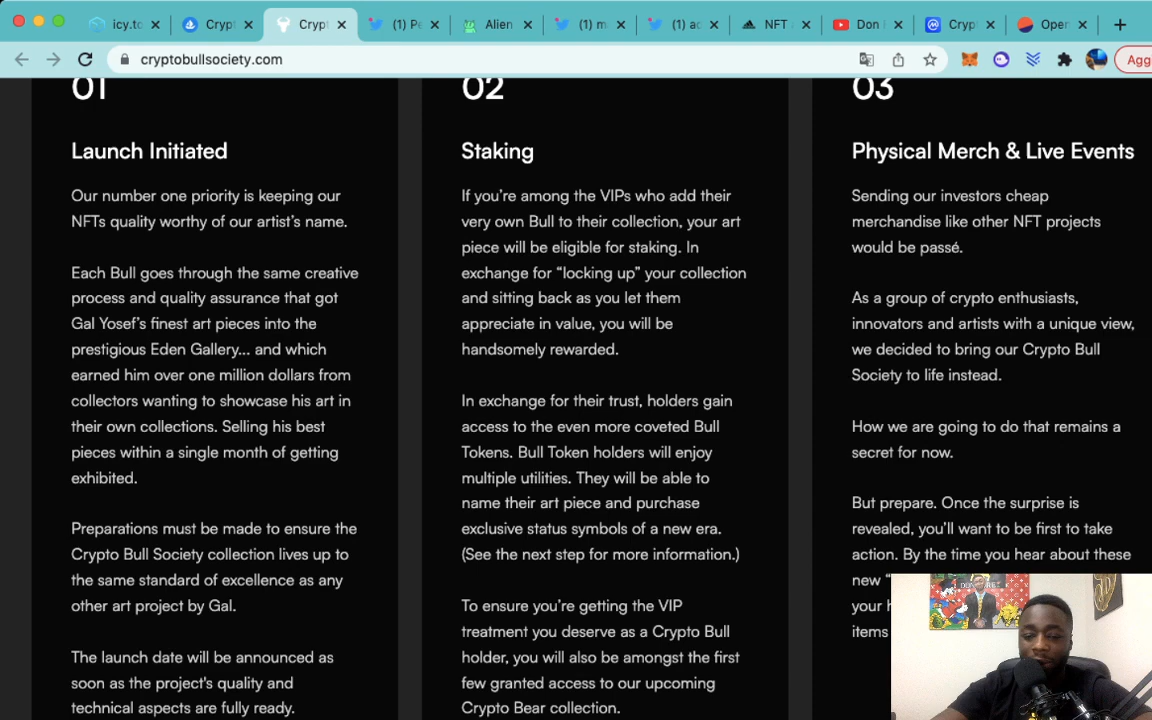 icy.to
Crypt
Crypt
(1) Pe
Alien
(1) m
(1) ac
NFT
Don
Cryp
Open
cryptobullsociety.com
Agg
01
Launch Initiated
Our number one priority is keeping our
NFTs quality worthy of our artist’s name.
Each Bull goes through the same creative
process and quality assurance that got
Gal Yosef’s finest art pieces into the
prestigious Eden Gallery... and which
earned him over one million dollars from
collectors wanting to showcase his art in
their own collections. Selling his best
pieces within a single month of getting
exhibited.
Preparations must be made to ensure the
Crypto Bull Society collection lives up to
the same standard of excellence as any
other art project by Gal.
The launch date will be announced as
soon as the project's quality and
technical aspects are fully ready.
02
Staking
If you’re among the VIPs who add their
very own Bull to their collection, your art
piece will be eligible for staking. In
exchange for “locking up” your collection
and sitting back as you let them
appreciate in value, you will be
handsomely rewarded.
In exchange for their trust, holders gain
access to the even more coveted Bull
Tokens. Bull Token holders will enjoy
multiple utilities. They will be able to
name their art piece and purchase
exclusive status symbols of a new era.
(See the next step for more information.)
To ensure you’re getting the VIP
treatment you deserve as a Crypto Bull
holder, you will also be amongst the first
few granted access to our upcoming
Crypto Bear collection.
03
Physical Merch & Live Events
Sending our investors cheap
merchandise like other NFT projects
would be passé.
As a group of crypto enthusiasts,
innovators and artists with a unique view,
we decided to bring our Crypto Bull
Society to life instead.
How we are going to do that remains a
secret for now.
But prepare. Once the surprise is
revealed, you’ll want to be first to take
action. By the time you hear about these
new “
your
items